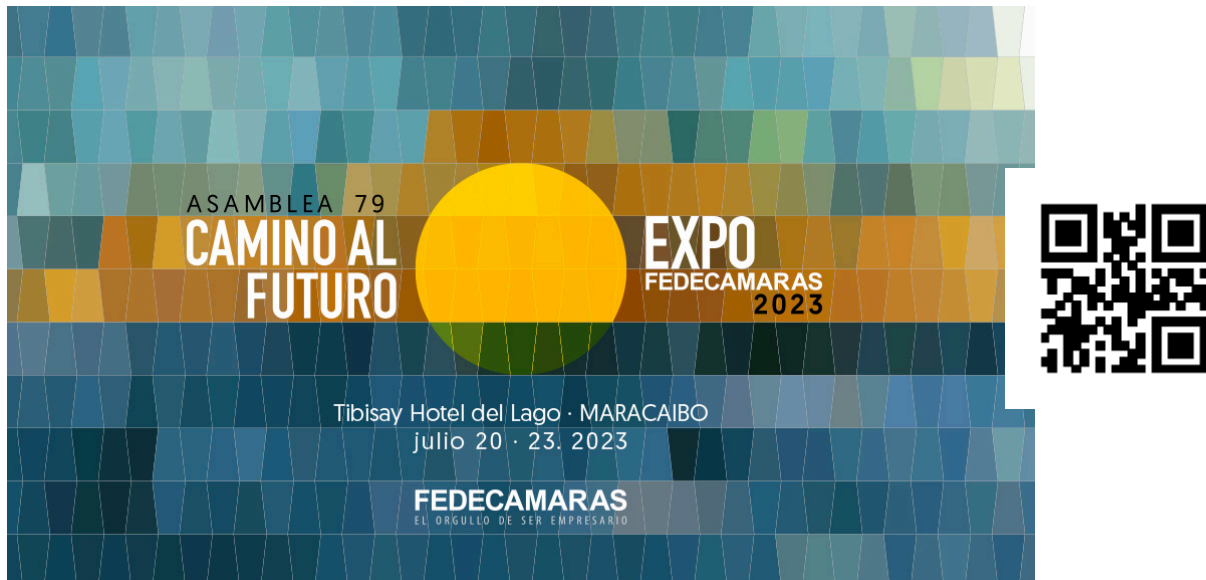 ASAMBLEA 79
CAMINO AL
FUTURO
EXPO
FEDECAMARAS
2023
Tibisay Hotel del Lago · MARACAIBO
julio 20 · 23. 2023
FEDECAMARAS
EL ORGULLO DE SER EMPRESARIO